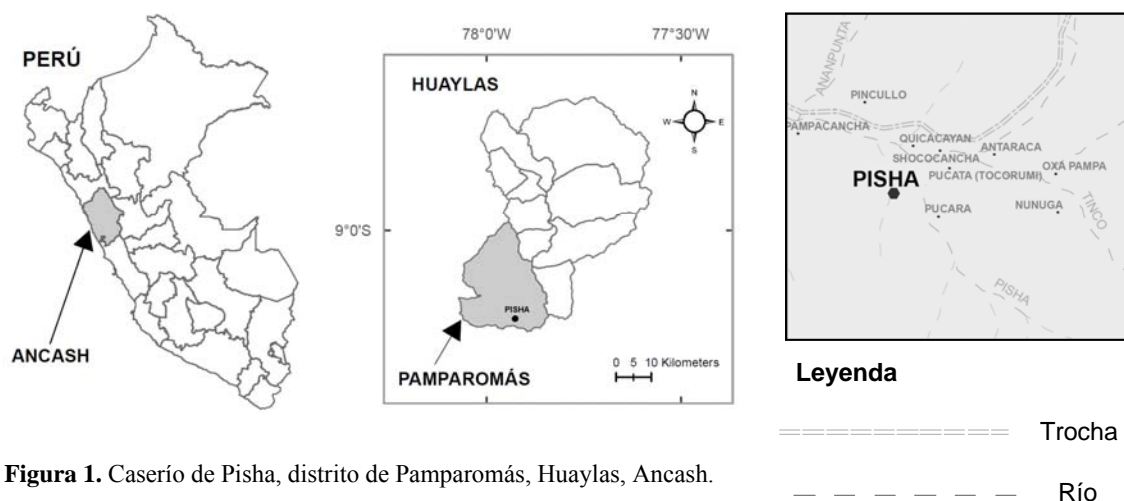 PERÚ
ANCASH
78°0'W 77°30'W
HUAYLAS
N
W E
S
9°0'S
PISHA
0 5 10 Kilometers
PAMPAROMÁS
ANANPUNTA
PINCULLO
PAMPACANCHA
QUICACAYAN
ANTARACA
SHOCOCANCHA
OXA PAMPA
PISHA
PUCATA (TOCORUMI)
PUCARA
NUNUGA
TINCO
PISHA
Leyenda
Trocha
Río
Figura 1. Caserío de Pisha, distrito de Pamparomás, Huaylas, Ancash.